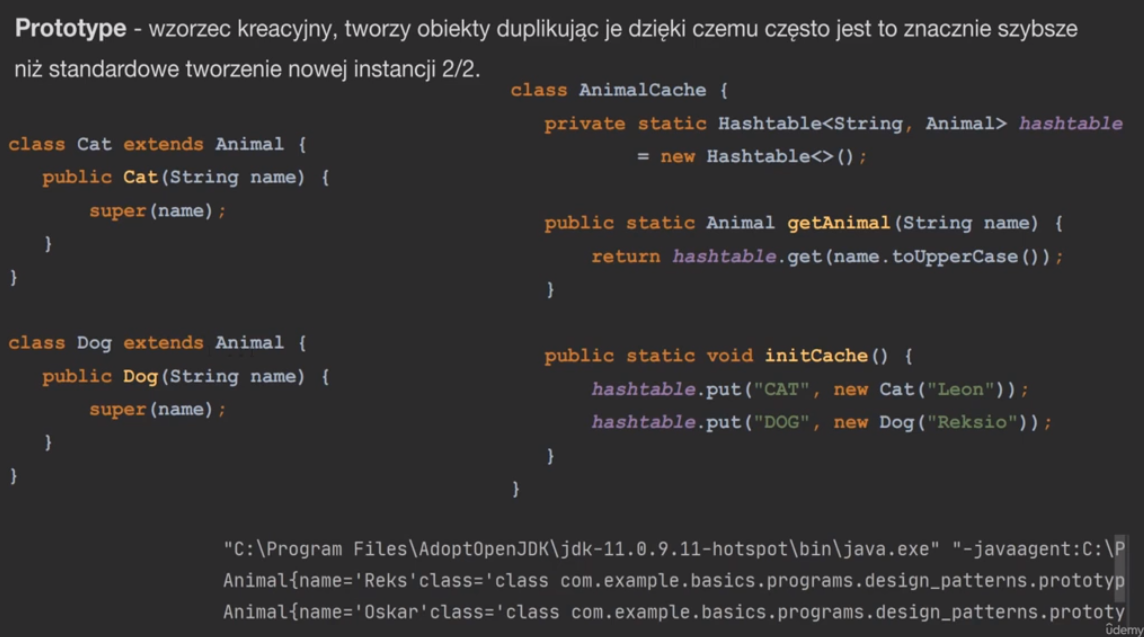 Prototype - wzorzec kreacyjny, tworzy obiekty duplikując je dzięki czemu często jest to znacznie szybsze
niż standardowe tworzenie nowej instancji 2/2.
class Cat extends Animal {
public Cat(String name) {
super(name);
}
}
class Dog extends Animal {
public Dog(String name) {
super(name);
}
}
class AnimalCache {
private static Hashtable<String, Animal> hashtable
= new Hashtable<>();
public static Animal getAnimal(String name) {
return hashtable.get(name.toUpperCase());
}
public static void initCache() {
hashtable.put("CAT", new Cat("Leon"));
hashtable.put("DOG", new Dog("Reksio"));
}
}
"C:\Program Files\AdoptOpenJDK\jdk-11.0.9.11-hotspot\bin\java.exe" "-javaagent:C:\P
Animal{name='Reks'class='class com.example.basics.programs.design_patterns.prototyp
Animal{name='Oskar'class='class com.example.basics.programs.design_patterns.prototy
ûdemy